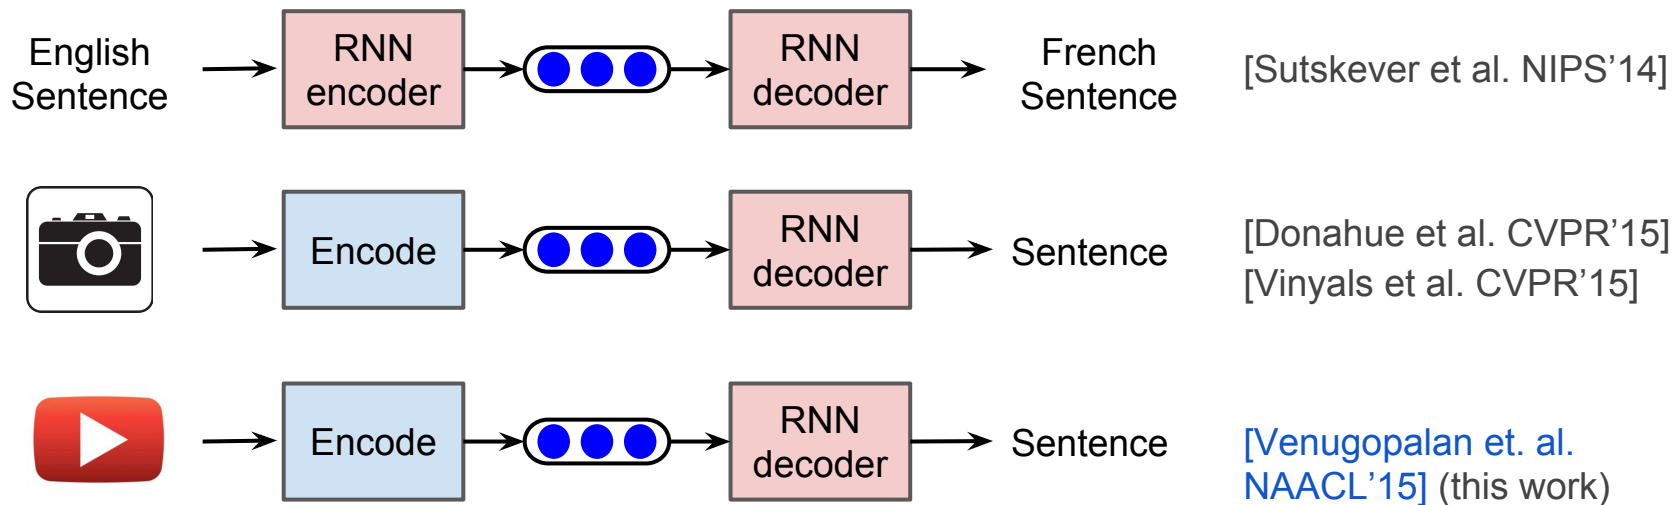 English
Sentence
RNN
encoder
RNN
decoder
French
Sentence
[Sutskever et al. NIPS’14]
Encode
RNN
decoder
Sentence
[Donahue et al. CVPR’15]
[Vinyals et al. CVPR’15]
Encode
RNN
decoder
Sentence
[Venugopalan et. al.
NAACL’15] (this work)